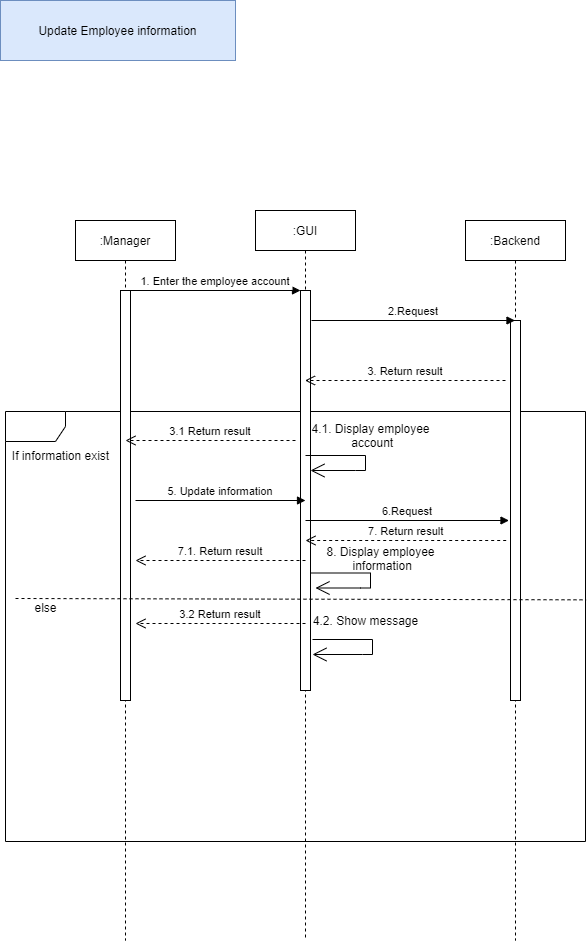 Update Employee information
:Manager
:GUI
:Backend
1. Enter the employee account
2.Request
3. Return result
3.1 Return result
4.1. Display employee
account
If information exist
5. Update information
6.Request
7. Return result
7.1. Return result
8. Display employee
information
else
3.2 Return result
4.2. Show message